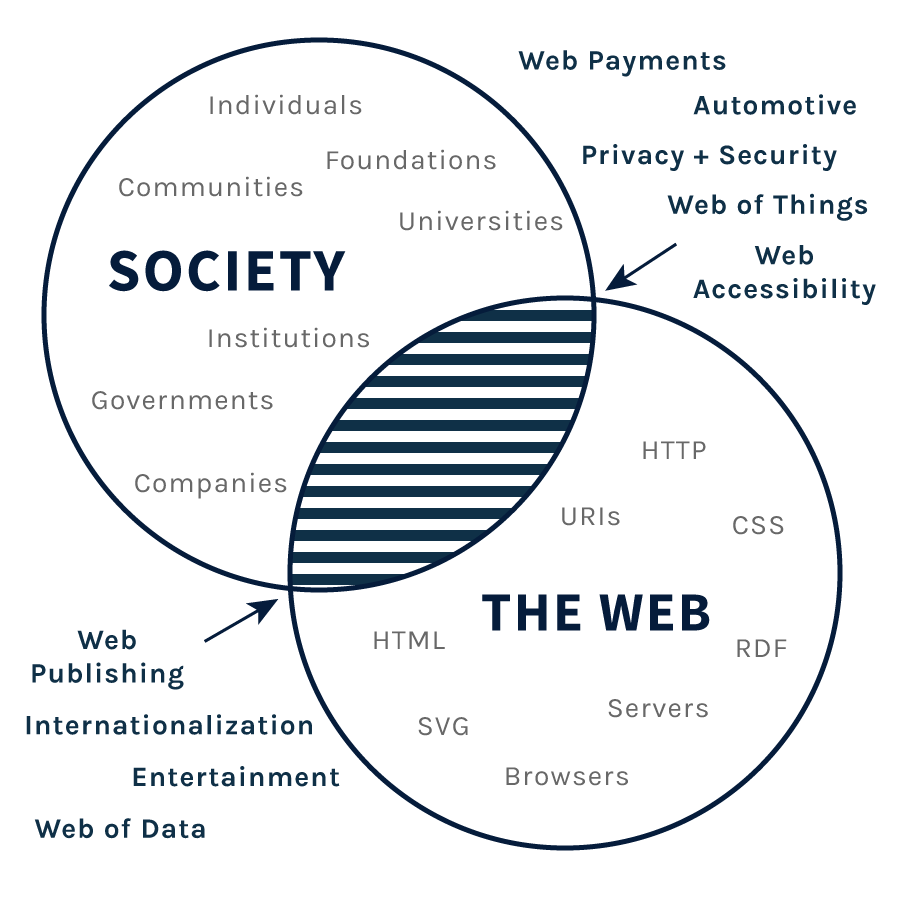 Web Payments
Individuals
Automotive
Foundations
Privacy + Security
Communities
Universities
Web of Things
SOCIETY
Web
Accessibility
Institutions
Governments
HTTP
Companies
URIs
CSS
THE WEB
Web
Publishing
HTML
RDF
Servers
Internationalization
SVG
Entertainment
Browsers
Web of Data